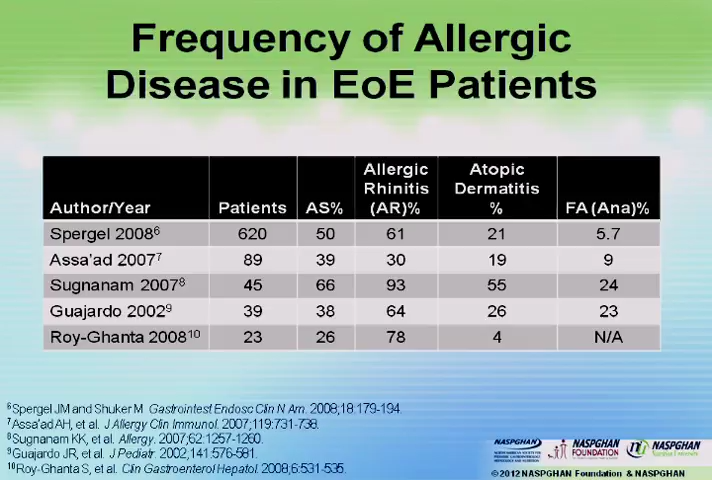 Frequency of Allergic
Disease in EoE Patients
Author/Year Patients AS% Allergic Rhinitis (AR)% Atopic Dermatitis % FA (Ana)%
Spergel 2008⁶ 620 50 61 21 5.7
Assa'ad 2007⁷ 89 39 30 19 9
Sugnanam 2007⁸ 45 66 93 55 24
Guajardo 2002⁹ 39 38 64 26 23
Roy-Ghanta 2008¹⁰ 23 26 78 4 N/A
⁶Spergel JM and Shuker M Gastrointest Endosc Clin N Am. 2008;18:179-194.
⁷Assa'ad AH, et al. J Allergy Clin Immunol. 2007;119:731-738.
⁸Sugnanam KK, et al. Allergy. 2007;62:1257-1260.
⁹Guajardo JR, et al. J Pediatr. 2002,141:576-581.
¹⁰Roy-Ghanta S, et al. Clin Gastroenterol Hepatol. 2008;6:531-535.
NASPGHAN
NASPGHAN
FOUNDATION
NASPGHAN
©2012 NASPGHAN Foundation & NASPGHAN